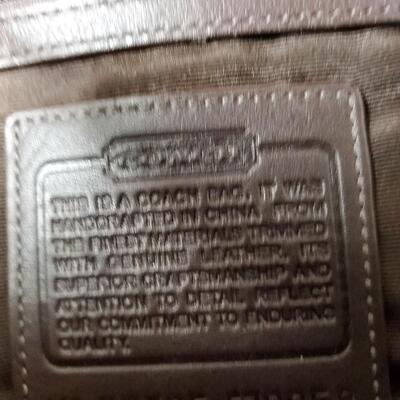 COACH
THIS IS A COACH BAG. IT WAS
HANDCRAFTED IN CHINA, FROM
THE FINEST MATERIALS TRIMMED
WITH GENUINE LEATHER. ITS
SUPERIOR CRAFTSMANSHIP AND
ATTENTION TO DETAIL REFLECT
OUR COMMITMENT TO ENDURING
QUALITY.